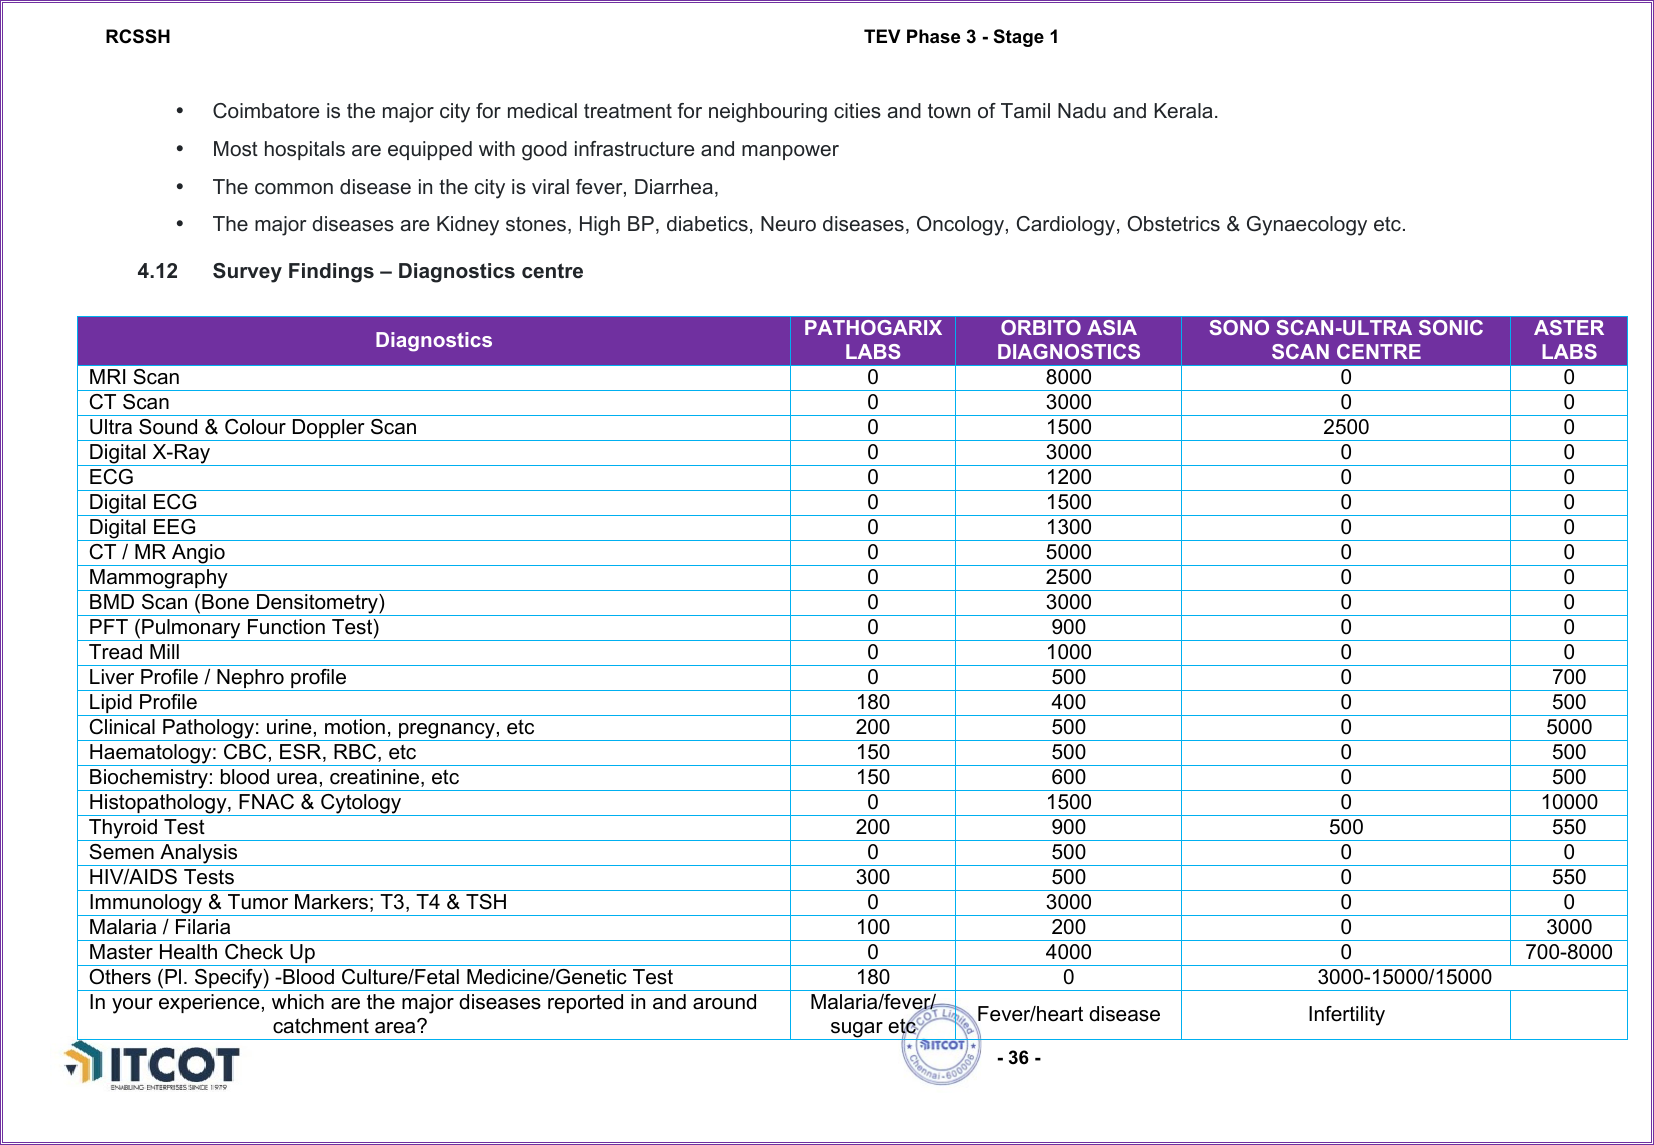 RCSSH TEV Phase 3 - Stage 1
• Coimbatore is the major city for medical treatment for neighbouring cities and town of Tamil Nadu and Kerala.
• Most hospitals are equipped with good infrastructure and manpower
• The common disease in the city is viral fever, Diarrhea,
• The major diseases are Kidney stones, High BP, diabetics, Neuro diseases, Oncology, Cardiology, Obstetrics & Gynaecology etc.
4.12 Survey Findings – Diagnostics centre
Diagnostics PATHOGARIX LABS ORBITO ASIA DIAGNOSTICS SONO SCAN-ULTRA SONIC SCAN CENTRE ASTER LABS
MRI Scan 0 8000 0 0
CT Scan 0 3000 0 0
Ultra Sound & Colour Doppler Scan 0 1500 2500 0
Digital X-Ray 0 3000 0 0
ECG 0 1200 0 0
Digital ECG 0 1500 0 0
Digital EEG 0 1300 0 0
CT / MR Angio 0 5000 0 0
Mammography 0 2500 0 0
BMD Scan (Bone Densitometry) 0 3000 0 0
PFT (Pulmonary Function Test) 0 900 0 0
Tread Mill 0 1000 0 0
Liver Profile / Nephro profile 0 500 0 700
Lipid Profile 180 400 0 500
Clinical Pathology: urine, motion, pregnancy, etc 200 500 0 5000
Haematology: CBC, ESR, RBC, etc 150 500 0 500
Biochemistry: blood urea, creatinine, etc 150 600 0 500
Histopathology, FNAC & Cytology 0 1500 0 10000
Thyroid Test 200 900 500 550
Semen Analysis 0 500 0 0
HIV/AIDS Tests 300 500 0 550
Immunology & Tumor Markers; T3, T4 & TSH 0 3000 0 0
Malaria / Filaria 100 200 0 3000
Master Health Check Up 0 4000 0 700-8000
Others (Pl. Specify) -Blood Culture/Fetal Medicine/Genetic Test 180 0 3000-15000/15000
In your experience, which are the major diseases reported in and around catchment area? Malaria/fever/ sugar etc Fever/heart disease Infertility
ITCOT
ENABLING ENTERPRISES SINCE 1979
ITCOT Limited
ITCOT
Chennai-600006
- 36 -